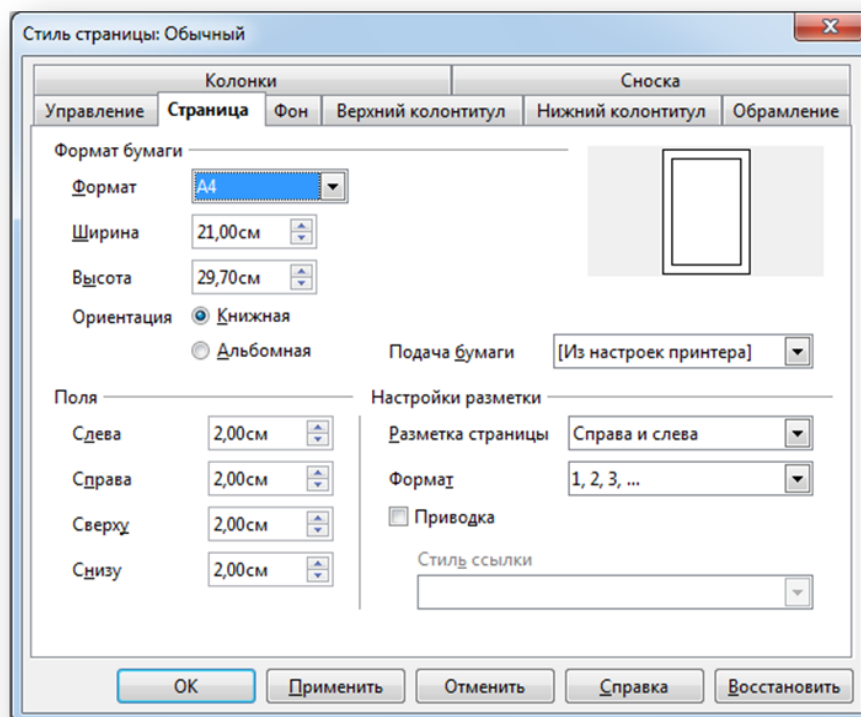 Стиль страницы: Обычный
Колонки Сноска
Управление Страница Фон Верхний колонтитул Нижний колонтитул Обрамление
Формат бумаги
Формат A4
Ширина 21,00см
Высота 29,70см
Ориентация Книжная
Альбомная Подача бумаги [Из настроек принтера]
Поля Настройки разметки
Слева 2,00см Разметка страницы Справа и слева
Справа 2,00см Формат 1, 2, 3, ...
Сверху 2,00см Приводка
Снизу 2,00см Стиль ссылки
ОК Применить Отменить Справка Восстановить